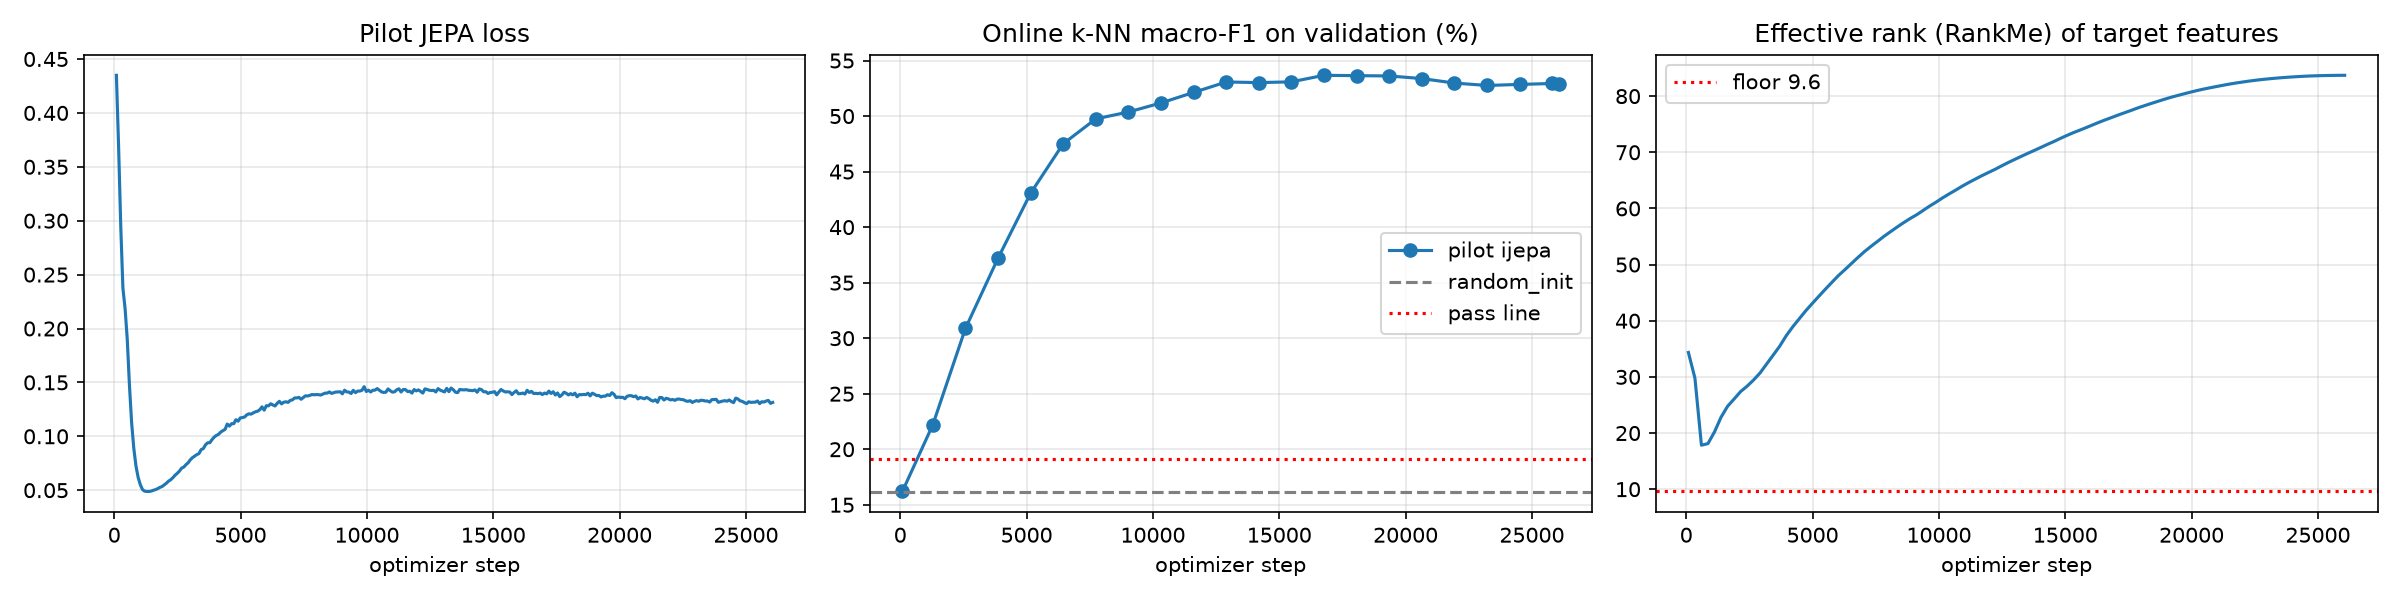 Pilot JEPA loss
0.45
0.40
0.35
0.30
0.25
0.20
0.15
0.10
0.05
0 5000 10000 15000 20000 25000
optimizer step
Online k-NN macro-F1 on validation (%)
55
50
45
40
35
30
25
20
15
pilot ijepa
random_init
pass line
0 5000 10000 15000 20000 25000
optimizer step
Effective rank (RankMe) of target features
floor 9.6
80
70
60
50
40
30
20
10
0 5000 10000 15000 20000 25000
optimizer step